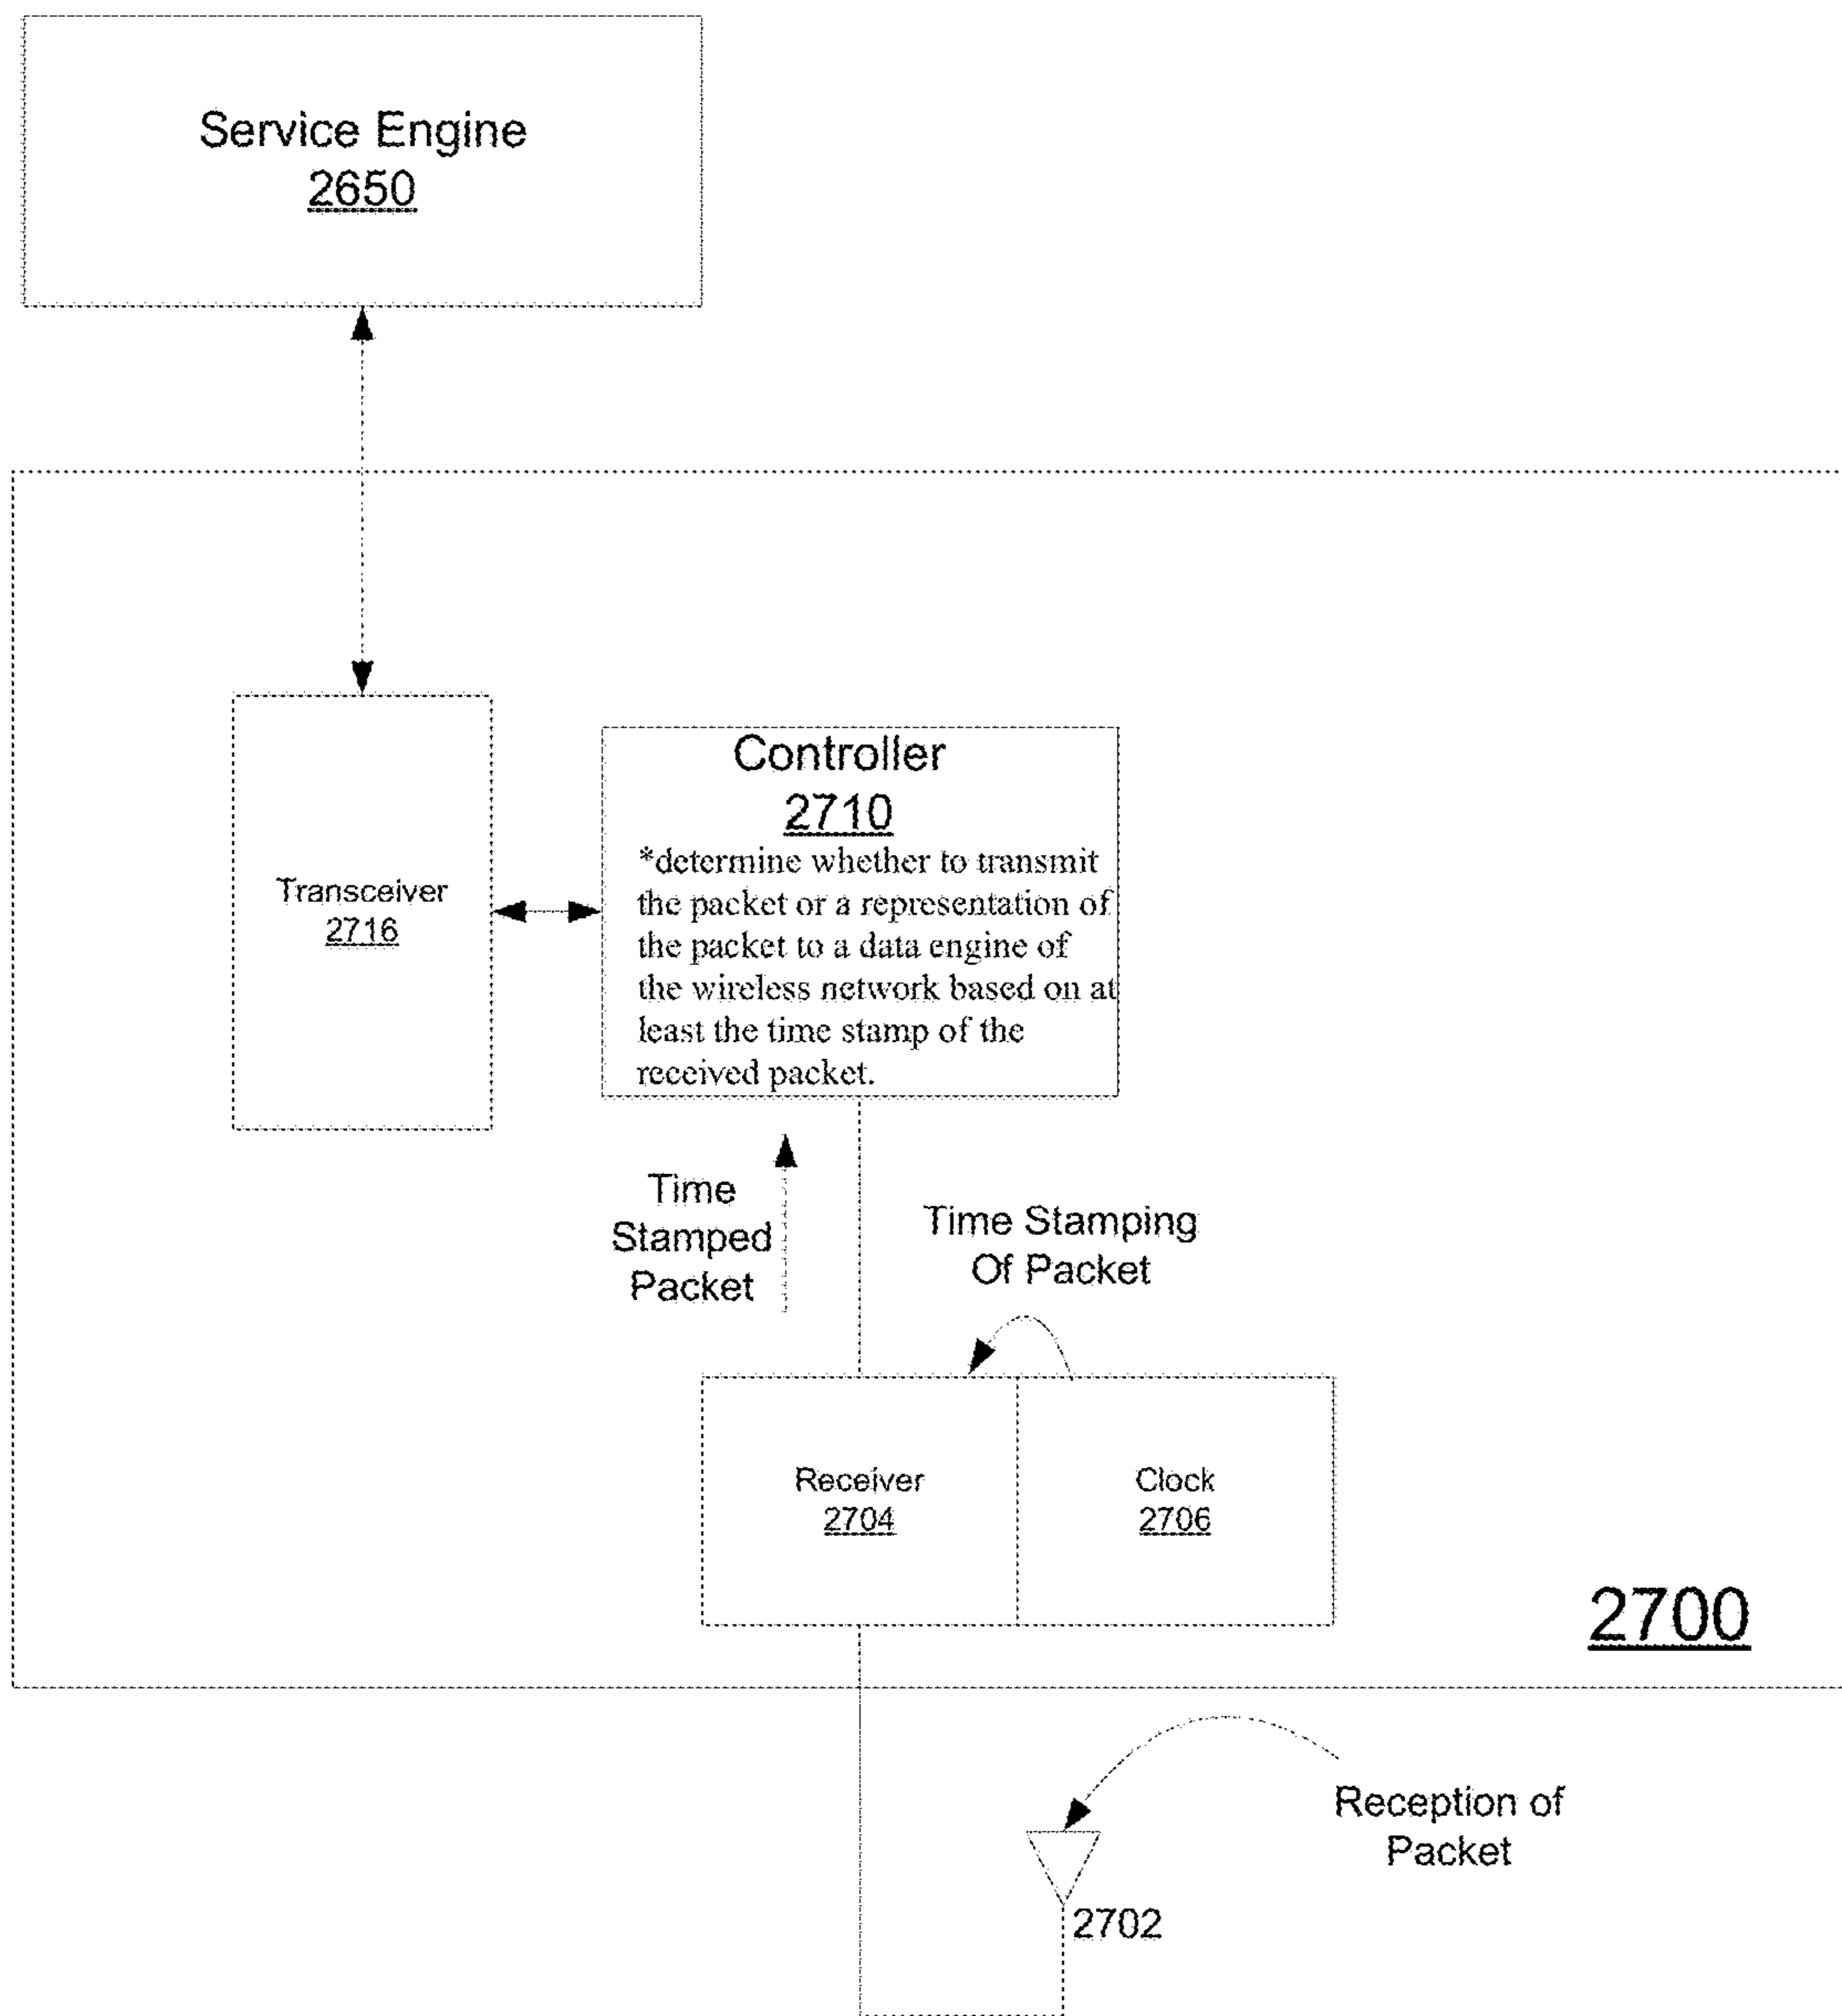 Service Engine
2650
Controller
2710
*determine whether to transmit
the packet or a representation of
the packet to a data engine of
the wireless network based on at
least the time stamp of the
received packet.
Transceiver
2716
Time
Stamped
Packet
Time Stamping
Of Packet
Receiver
2704
Clock
2706
2700
Reception of
Packet
2702